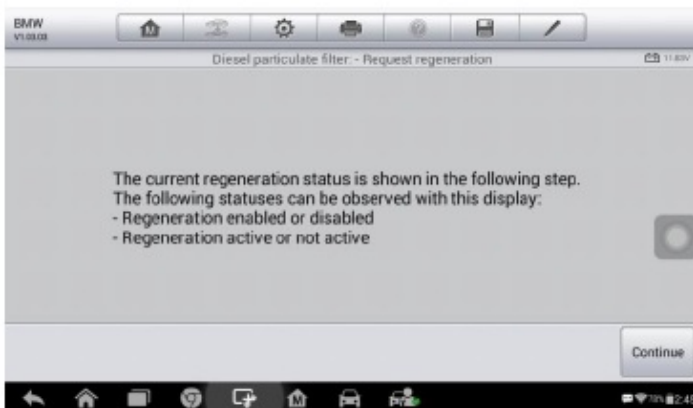 BMW
Diesel particulate filter: - Request regeneration
The current regeneration status is shown in the following step.
The following statuses can be observed with this display:
- Regeneration enabled or disabled
- Regeneration active or not active
Continue